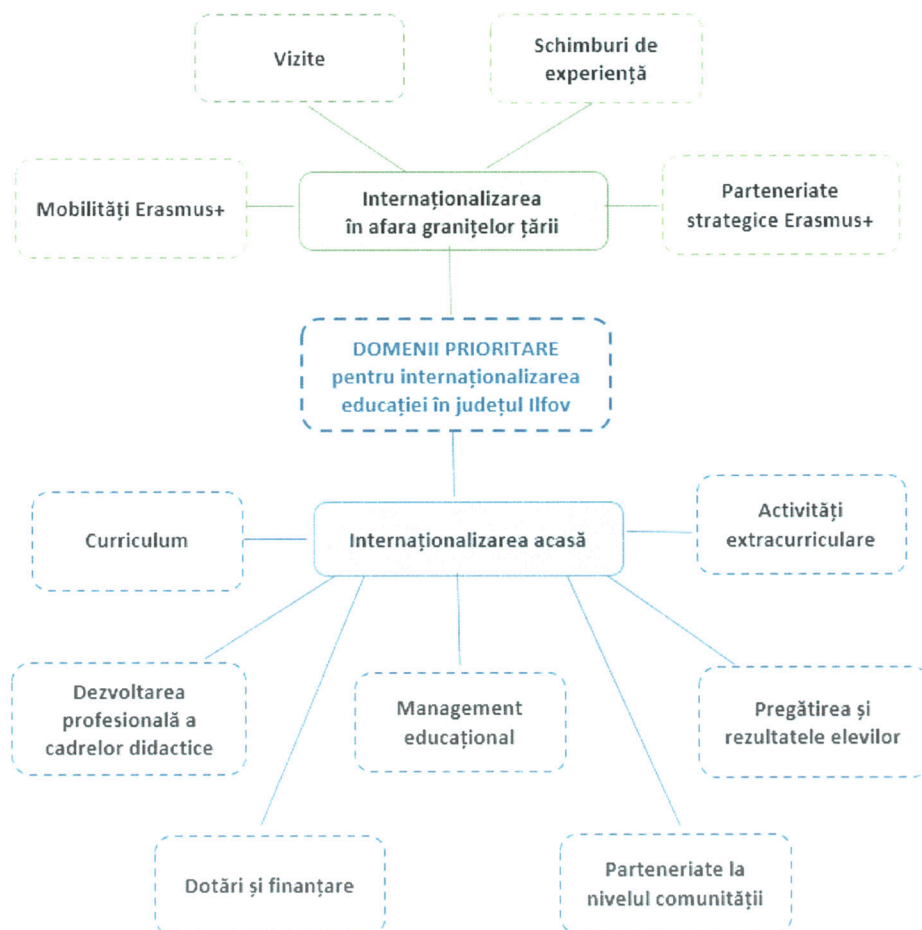 Vizite
Schimburi de
experiență
Mobilități Erasmus+
Internaționalizarea
în afara granițelor țării
Parteneriate
strategice Erasmus+
DOMENII PRIORITARE
pentru internaționalizarea
educației în județul Ilfov
Curriculum
Internaționalizarea acasă
Activități
extracurriculare
Dezvoltarea
profesională a
cadrelor didactice
Management
educațional
Pregătirea și
rezultatele elevilor
Dotări și finanțare
Parteneriate la
nivelul comunității